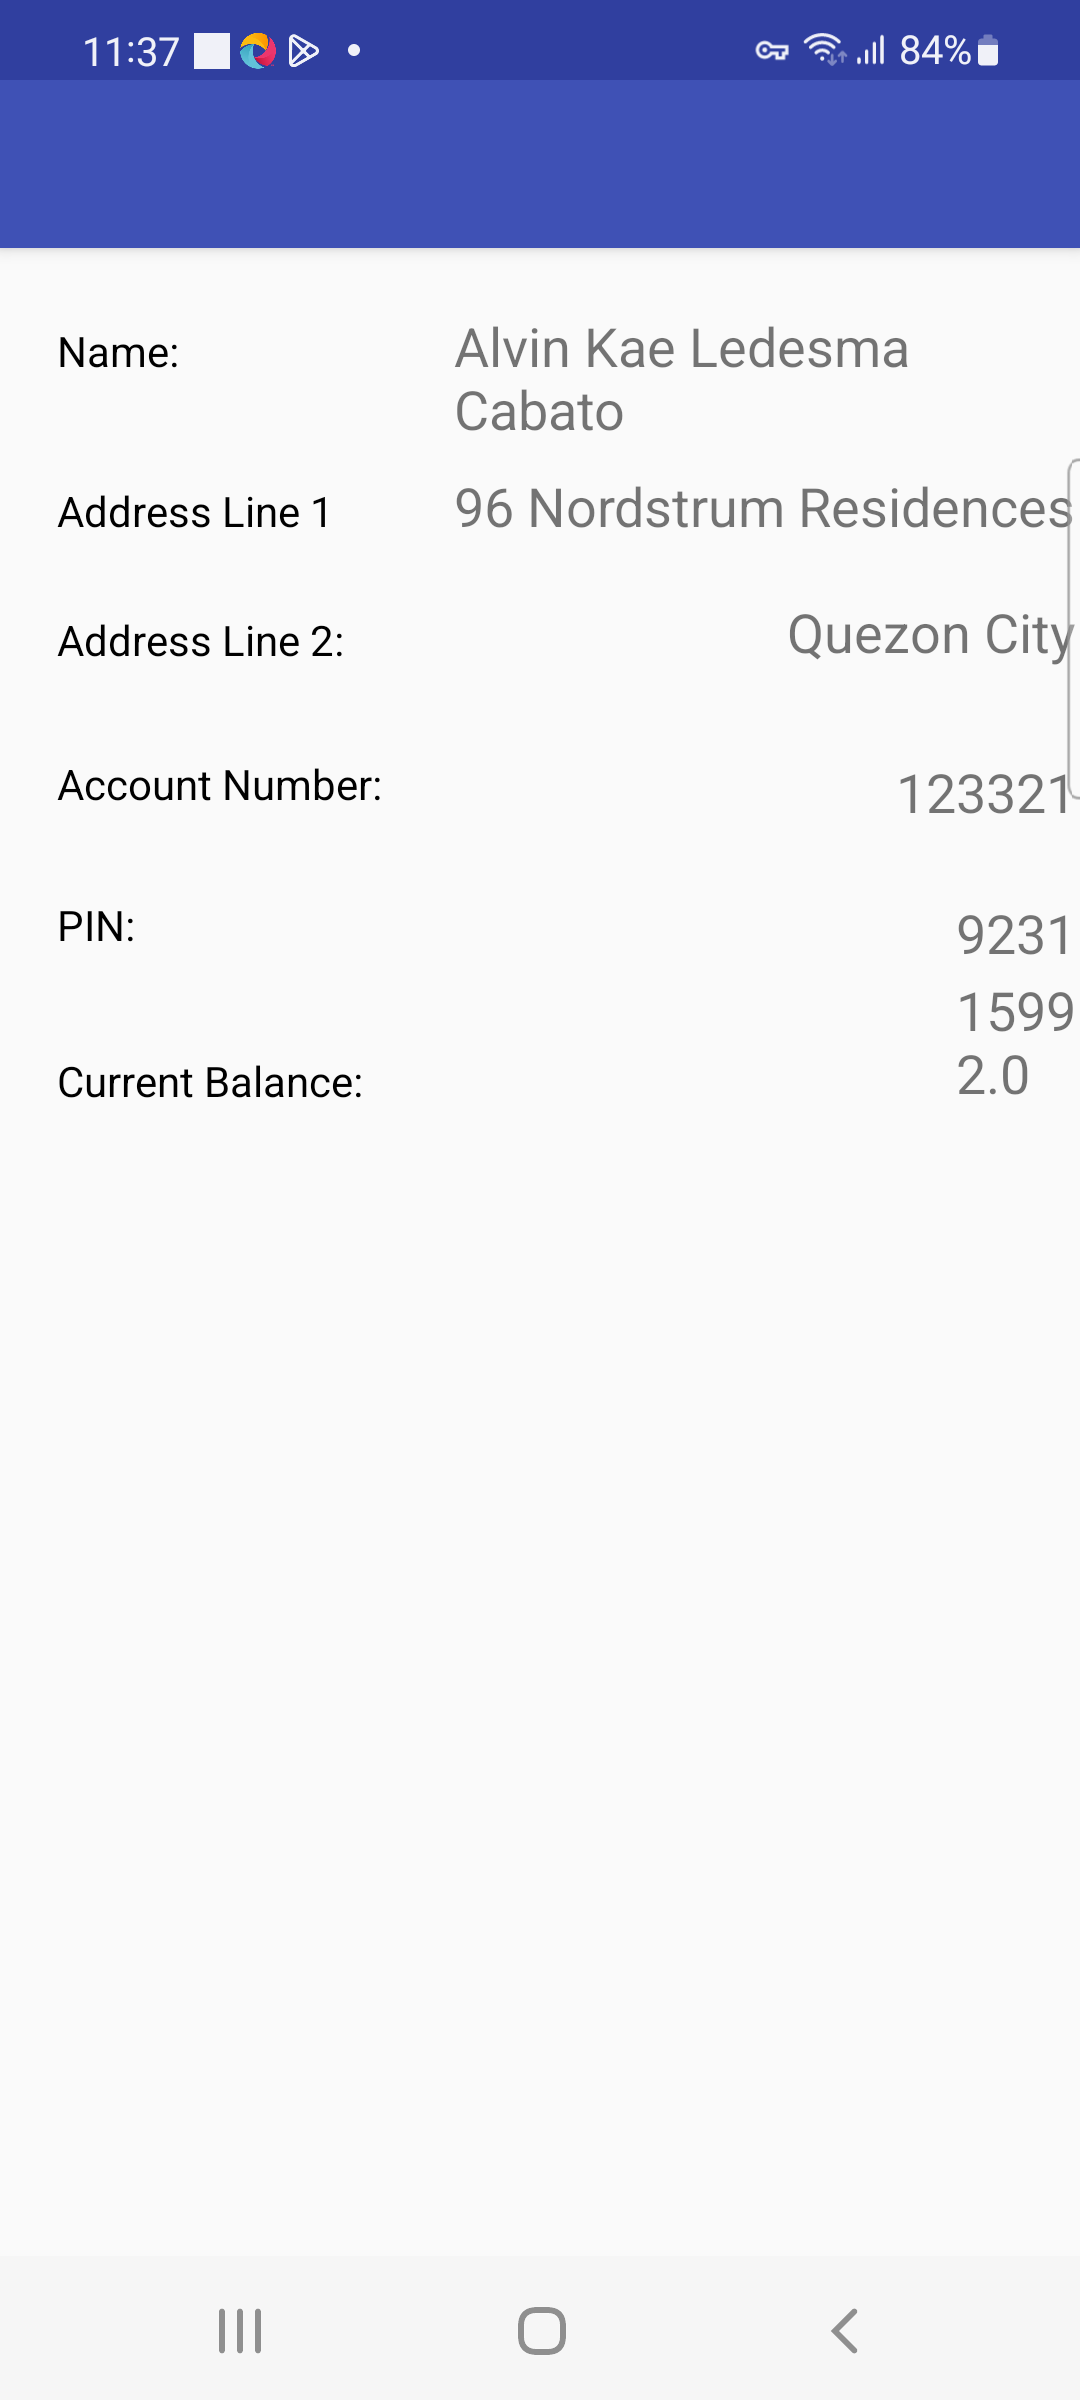 11:37 84%
Name: Alvin Kae Ledesma
Cabato
Address Line 1 96 Nordstrum Residences
Address Line 2: Quezon City
Account Number: 123321
PIN: 9231
1599
Current Balance: 2.0